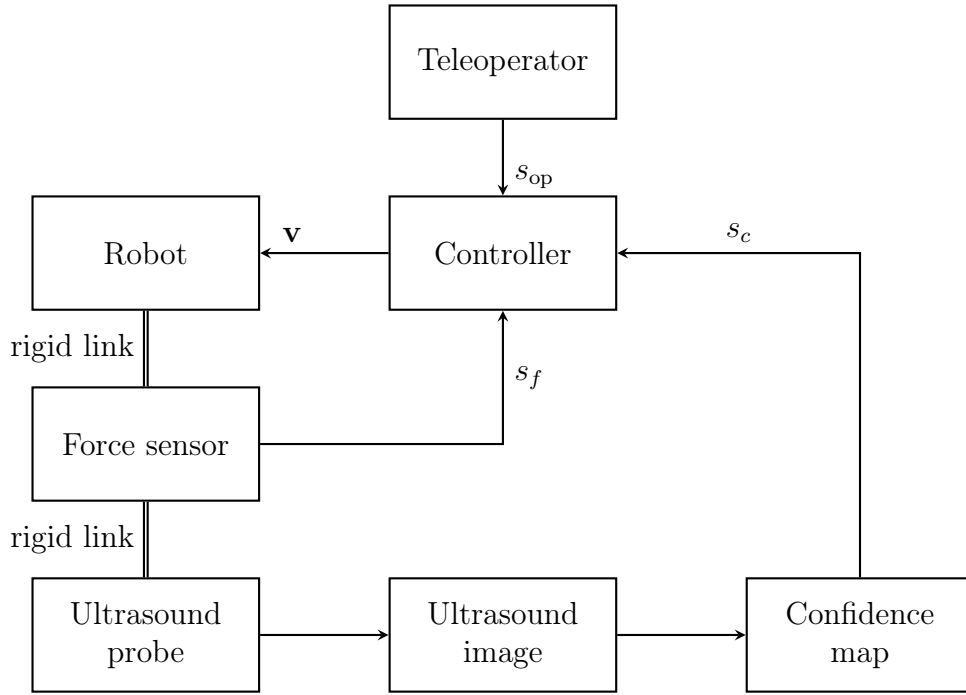 Teleoperator
s_op
Robot
v
Controller
s_c
rigid link
s_f
Force sensor
rigid link
Ultrasound
probe
Ultrasound
image
Confidence
map